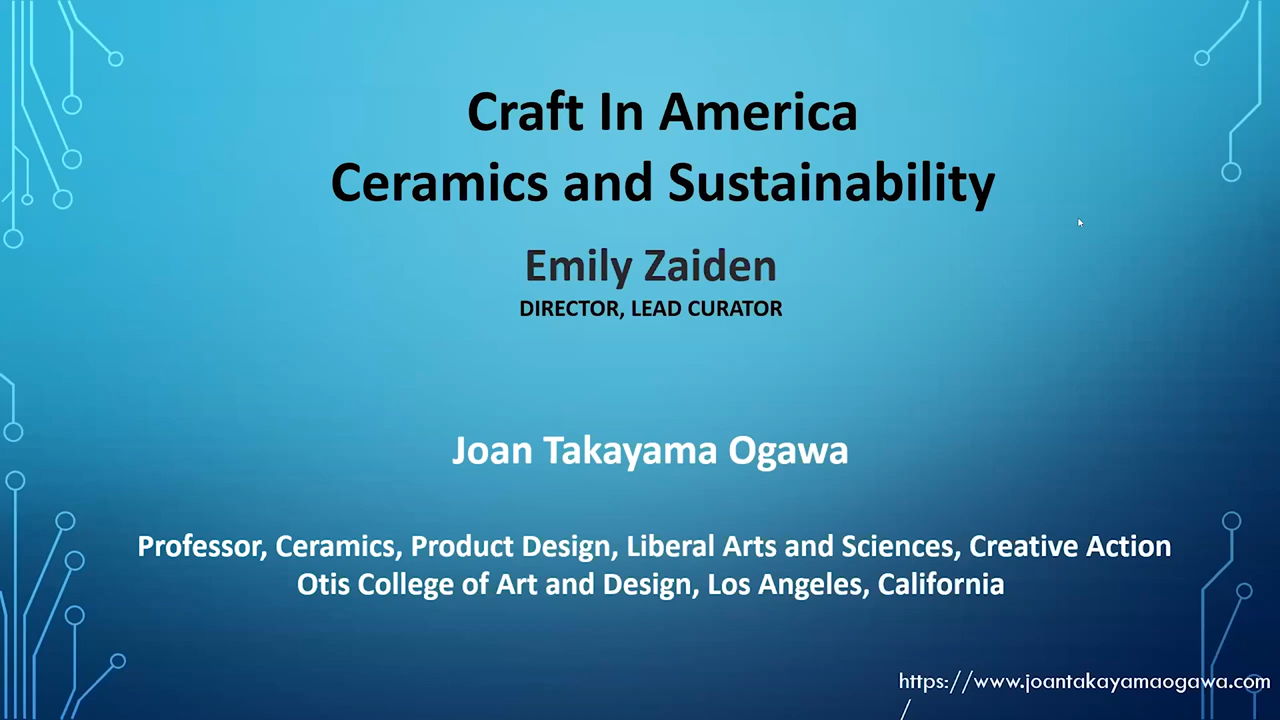 Craft In America
Ceramics and Sustainability
Emily Zaiden
DIRECTOR, LEAD CURATOR
Joan Takayama Ogawa
Professor, Ceramics, Product Design, Liberal Arts and Sciences, Creative Action
Otis College of Art and Design, Los Angeles, California
https://www.joantakayamaogawa.com
/